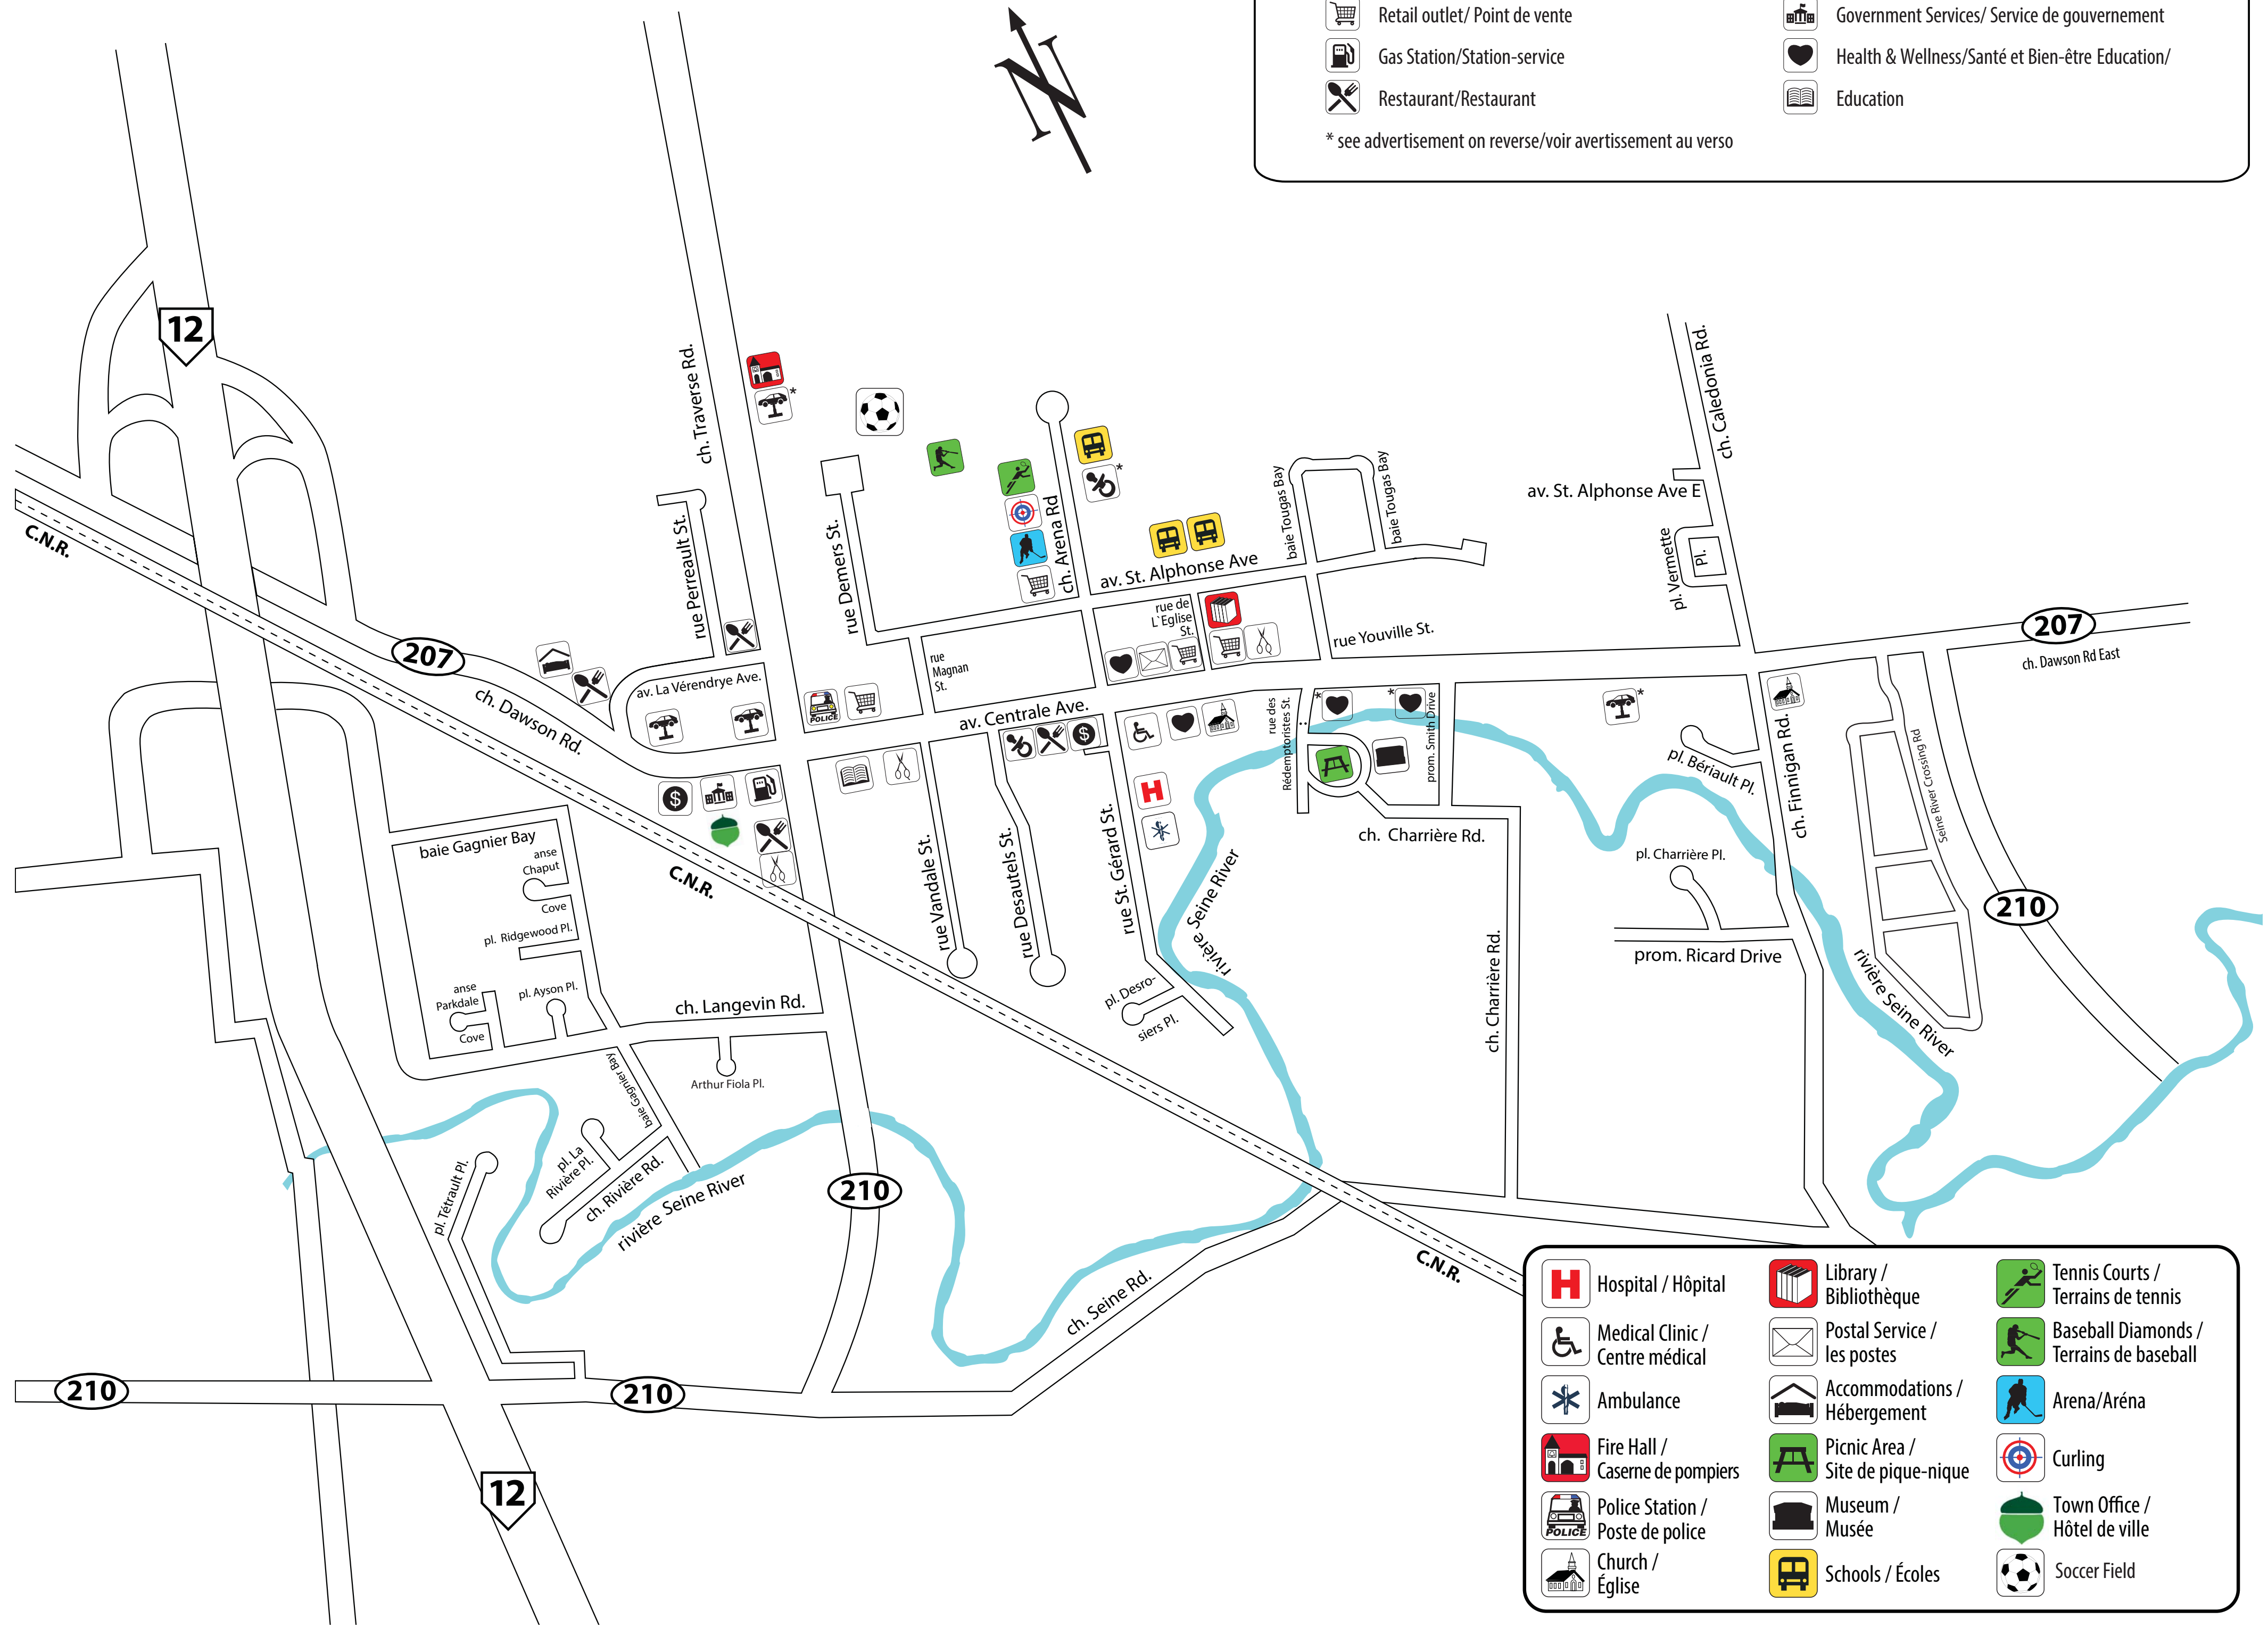 Retail outlet/ Point de vente
Gas Station/Station-service
Restaurant/Restaurant
Government Services/ Service de gouvernement
Health & Wellness/Santé et Bien-être Education/
Education
* see advertisement on reverse/voir avertissement au verso
N
12
C.N.R.
207
ch. Dawson Rd.
ch. Traverse Rd.
*
rue Perreault St.
av. La Vérendrye Ave.
rue Demers St.
POLICE
rue
Magnan
St.
ch. Arena Rd
*
av. St. Alphonse Ave
rue de
L`Eglise
St.
baie Tougas Bay
baie Tougas Bay
rue Youville St.
av. St. Alphonse Ave E
ch. Caledonia Rd.
pl. Vermette
Pl.
207
ch. Dawson Rd East
av. Centrale Ave.
$
$
H
rue des
Rédemptoristes St.
*
*
prom. Smith Drive
*
pl. Bériault Pl.
ch. Finnigan Rd.
Seine River Crossing Rd
210
ch. Charrière Rd.
pl. Charrière Pl.
prom. Ricard Drive
ch. Charrière Rd.
rivière Seine River
rivière Seine River
rue Vandale St.
rue Desautels St.
rue St. Gérard St.
pl. Desro-
siers Pl.
C.N.R.
baie Gagnier Bay
anse
Chaput
Cove
pl. Ridgewood Pl.
anse
Parkdale
Cove
pl. Ayson Pl.
ch. Langevin Rd.
Arthur Fiola Pl.
baie Gagnier Bay
pl. La
Rivière Pl.
ch. Rivière Rd.
rivière Seine River
pl. Tétrault Pl.
210
ch. Seine Rd.
C.N.R.
210
210
12
H
Hospital / Hôpital
Medical Clinic /
Centre médical
Ambulance
Fire Hall /
Caserne de pompiers
POLICE
Police Station /
Poste de police
Church /
Église
Library /
Bibliothèque
Postal Service /
les postes
Accommodations /
Hébergement
Picnic Area /
Site de pique-nique
Museum /
Musée
Schools / Écoles
Tennis Courts /
Terrains de tennis
Baseball Diamonds /
Terrains de baseball
Arena/Aréna
Curling
Town Office /
Hôtel de ville
Soccer Field